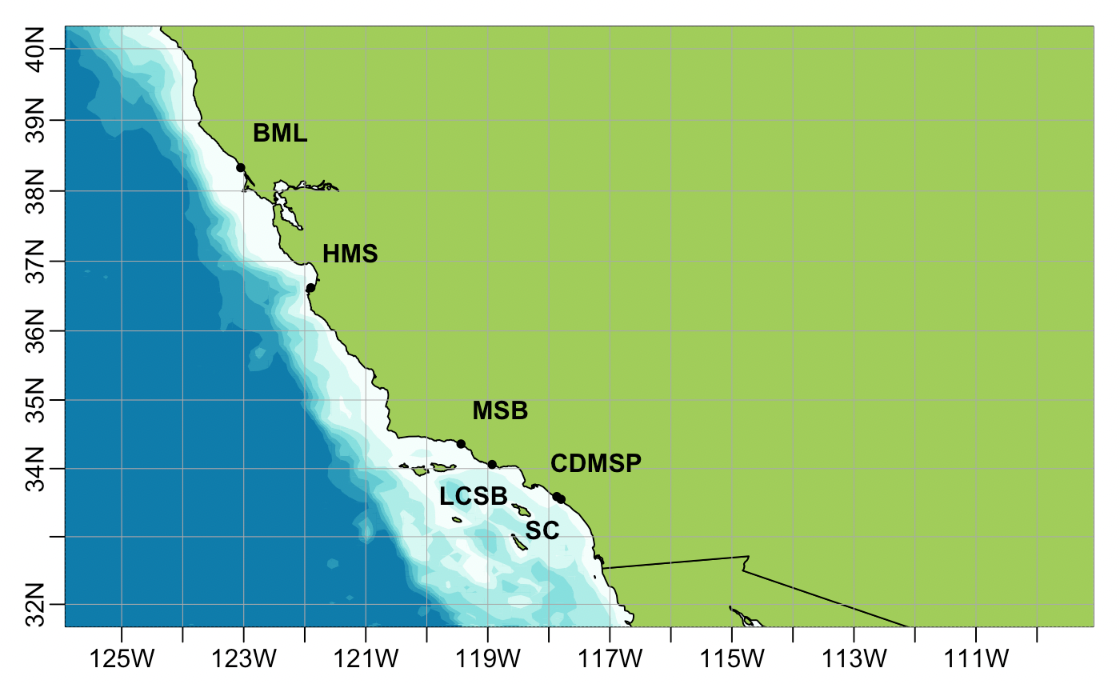 40N
39N
BML
38N
HMS
37N
36N
35N
MSB
34N
CDMSP
LCSB
SC
32N
125W 123W 121W 119W 117W 115W 113W 111W